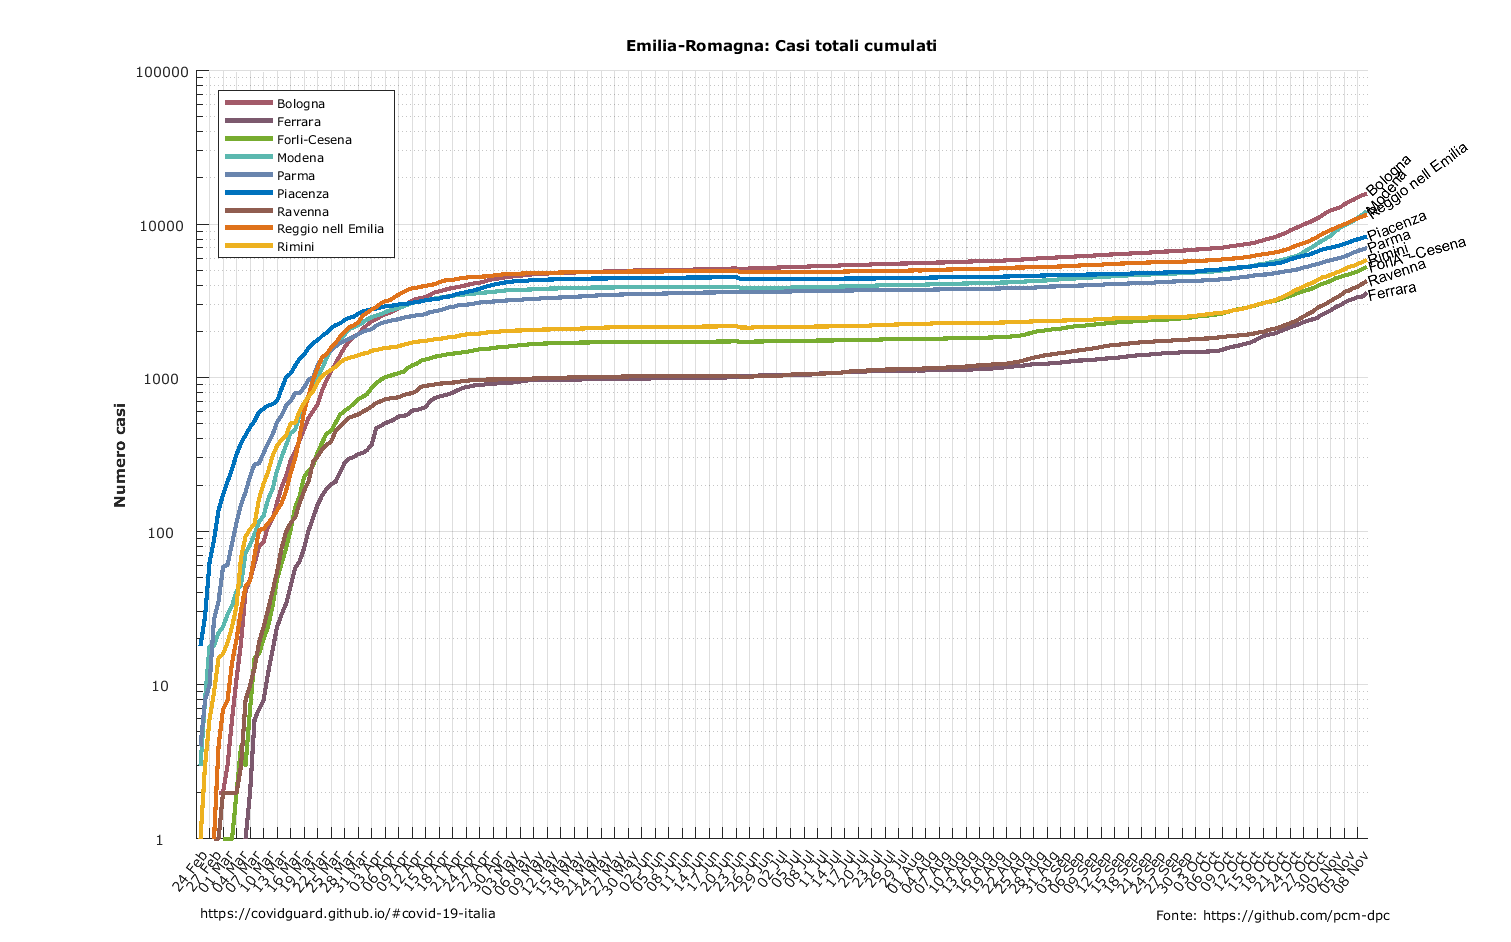 Emilia-Romagna: Casi totali cumulati
100000
10000
1000
100
10
1
Numero casi
Bologna
Ferrara
Forlì-Cesena
Modena
Parma
Piacenza
Ravenna
Reggio nell Emilia
Rimini
Bologna
Modena
Reggio nell Emilia
Piacenza
Parma
Rimini
Cesena
Ravenna
Ferrara
24 Feb
27 Feb
01 Mar
04 Mar
07 Mar
10 Mar
13 Mar
16 Mar
19 Mar
22 Mar
25 Mar
28 Mar
31 Mar
03 Apr
06 Apr
09 Apr
12 Apr
15 Apr
18 Apr
21 Apr
24 Apr
27 Apr
30 Apr
03 May
06 May
09 May
12 May
15 May
18 May
21 May
24 May
27 May
30 May
02 Jun
05 Jun
08 Jun
11 Jun
14 Jun
17 Jun
20 Jun
23 Jun
26 Jun
29 Jun
02 Jul
05 Jul
08 Jul
11 Jul
14 Jul
17 Jul
20 Jul
23 Jul
26 Jul
29 Jul
01 Aug
04 Aug
07 Aug
10 Aug
13 Aug
16 Aug
19 Aug
22 Aug
25 Aug
28 Aug
31 Aug
03 Sep
06 Sep
09 Sep
12 Sep
15 Sep
18 Sep
21 Sep
24 Sep
27 Sep
30 Sep
03 Oct
06 Oct
09 Oct
12 Oct
15 Oct
18 Oct
21 Oct
24 Oct
27 Oct
30 Oct
02 Nov
05 Nov
08 Nov
https://covidguard.github.io/#covid-19-italia
Fonte: https://github.com/pcm-dpc